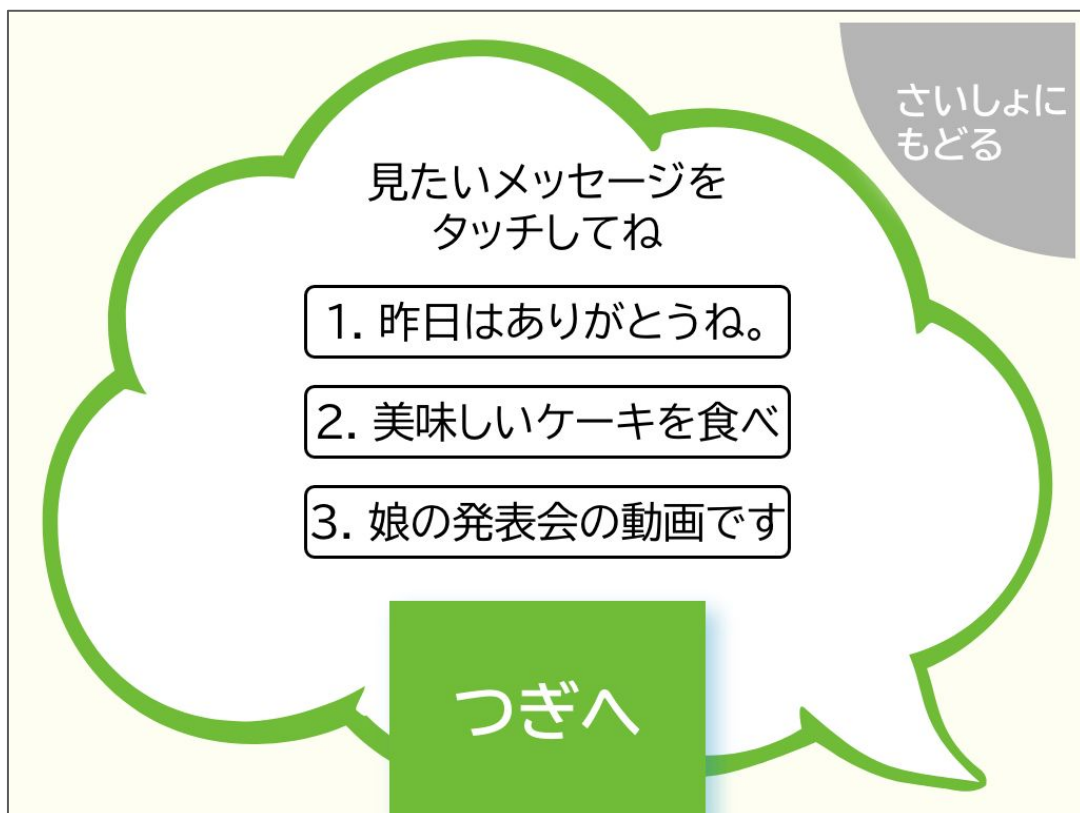 さいしょに
もどる
見たいメッセージを
タッチしてね
1. 昨日はありがとうね。
2. 美味しいケーキを食べ
3. 娘の発表会の動画です
つぎへ